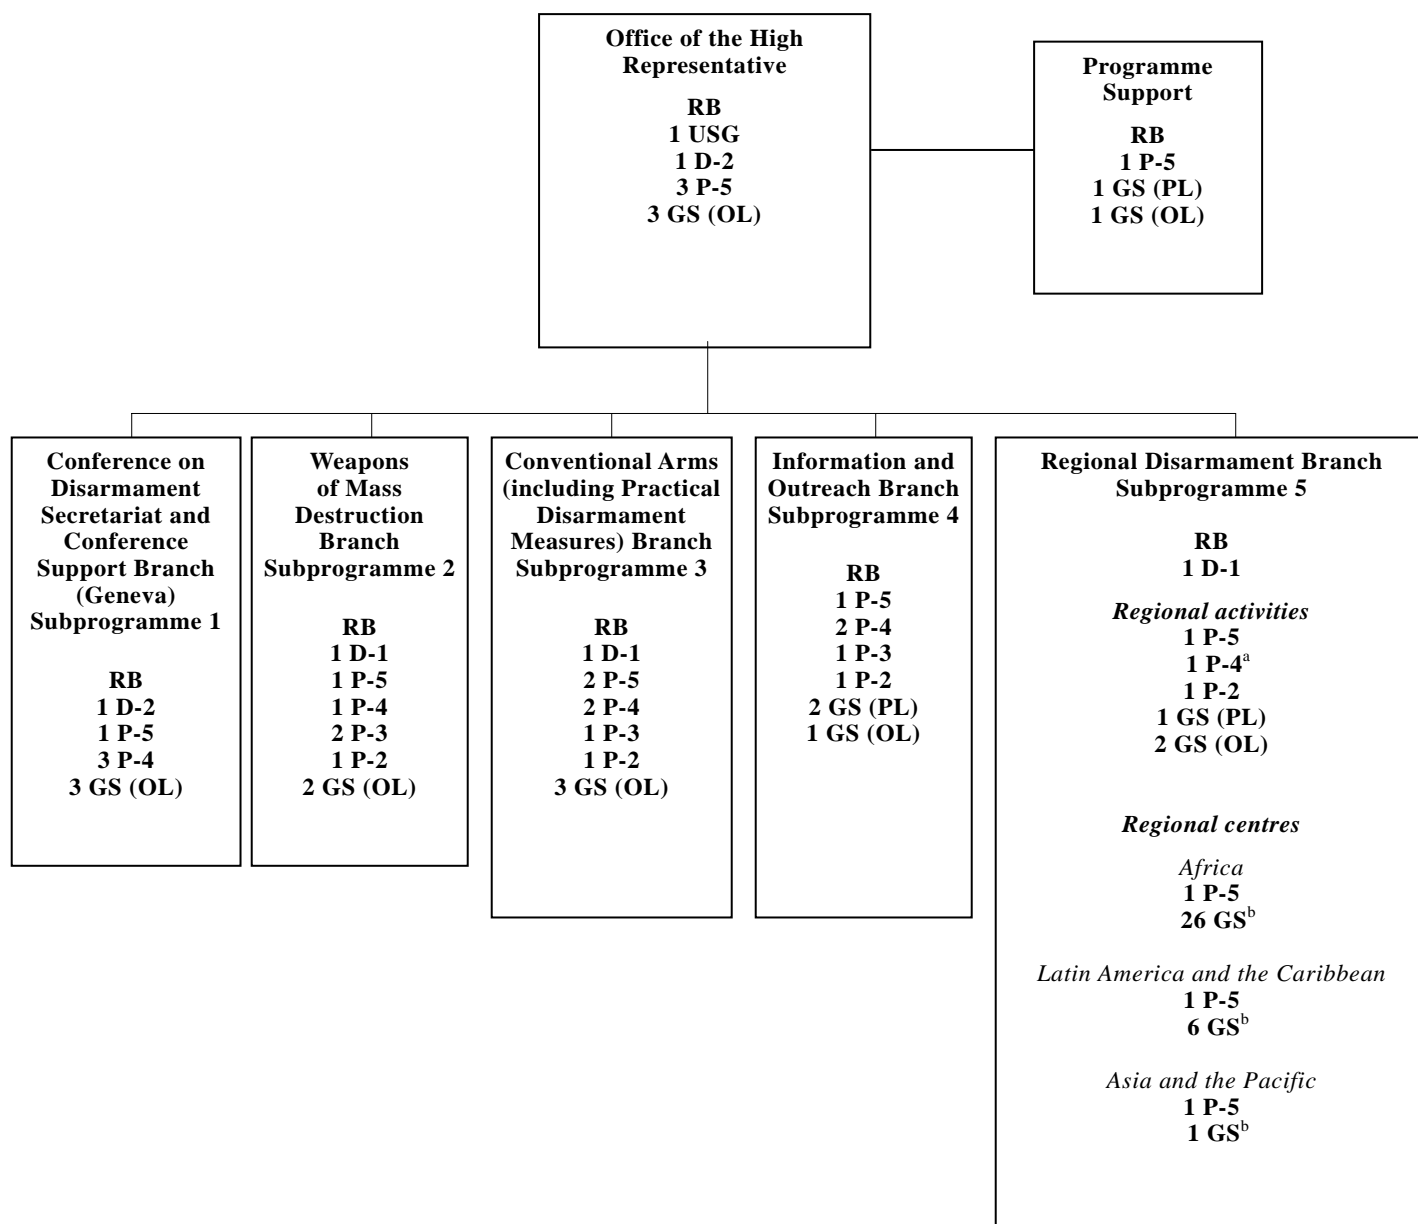 Office of the High
Representative
RB
1 USG
1 D-2
3 P-5
3 GS (OL)
Programme
Support
RB
1 P-5
1 GS (PL)
1 GS (OL)
Conference on
Disarmament
Secretariat and
Conference
Support Branch
(Geneva)
Subprogramme 1
RB
1 D-2
1 P-5
3 P-4
3 GS (OL)
Weapons
of Mass
Destruction
Branch
Subprogramme 2
RB
1 D-1
1 P-5
1 P-4
2 P-3
1 P-2
2 GS (OL)
Conventional Arms
(including Practical
Disarmament
Measures) Branch
Subprogramme 3
RB
1 D-1
2 P-5
2 P-4
1 P-3
1 P-2
3 GS (OL)
Information and
Outreach Branch
Subprogramme 4
RB
1 P-5
2 P-4
1 P-3
1 P-2
2 GS (PL)
1 GS (OL)
Regional Disarmament Branch
Subprogramme 5
RB
1 D-1
Regional activities
1 P-5
1 P-4a
1 P-2
1 GS (PL)
2 GS (OL)
Regional centres
Africa
1 P-5
26 GSb
Latin America and the Caribbean
1 P-5
6 GSb
Asia and the Pacific
1 P-5
1 GSb